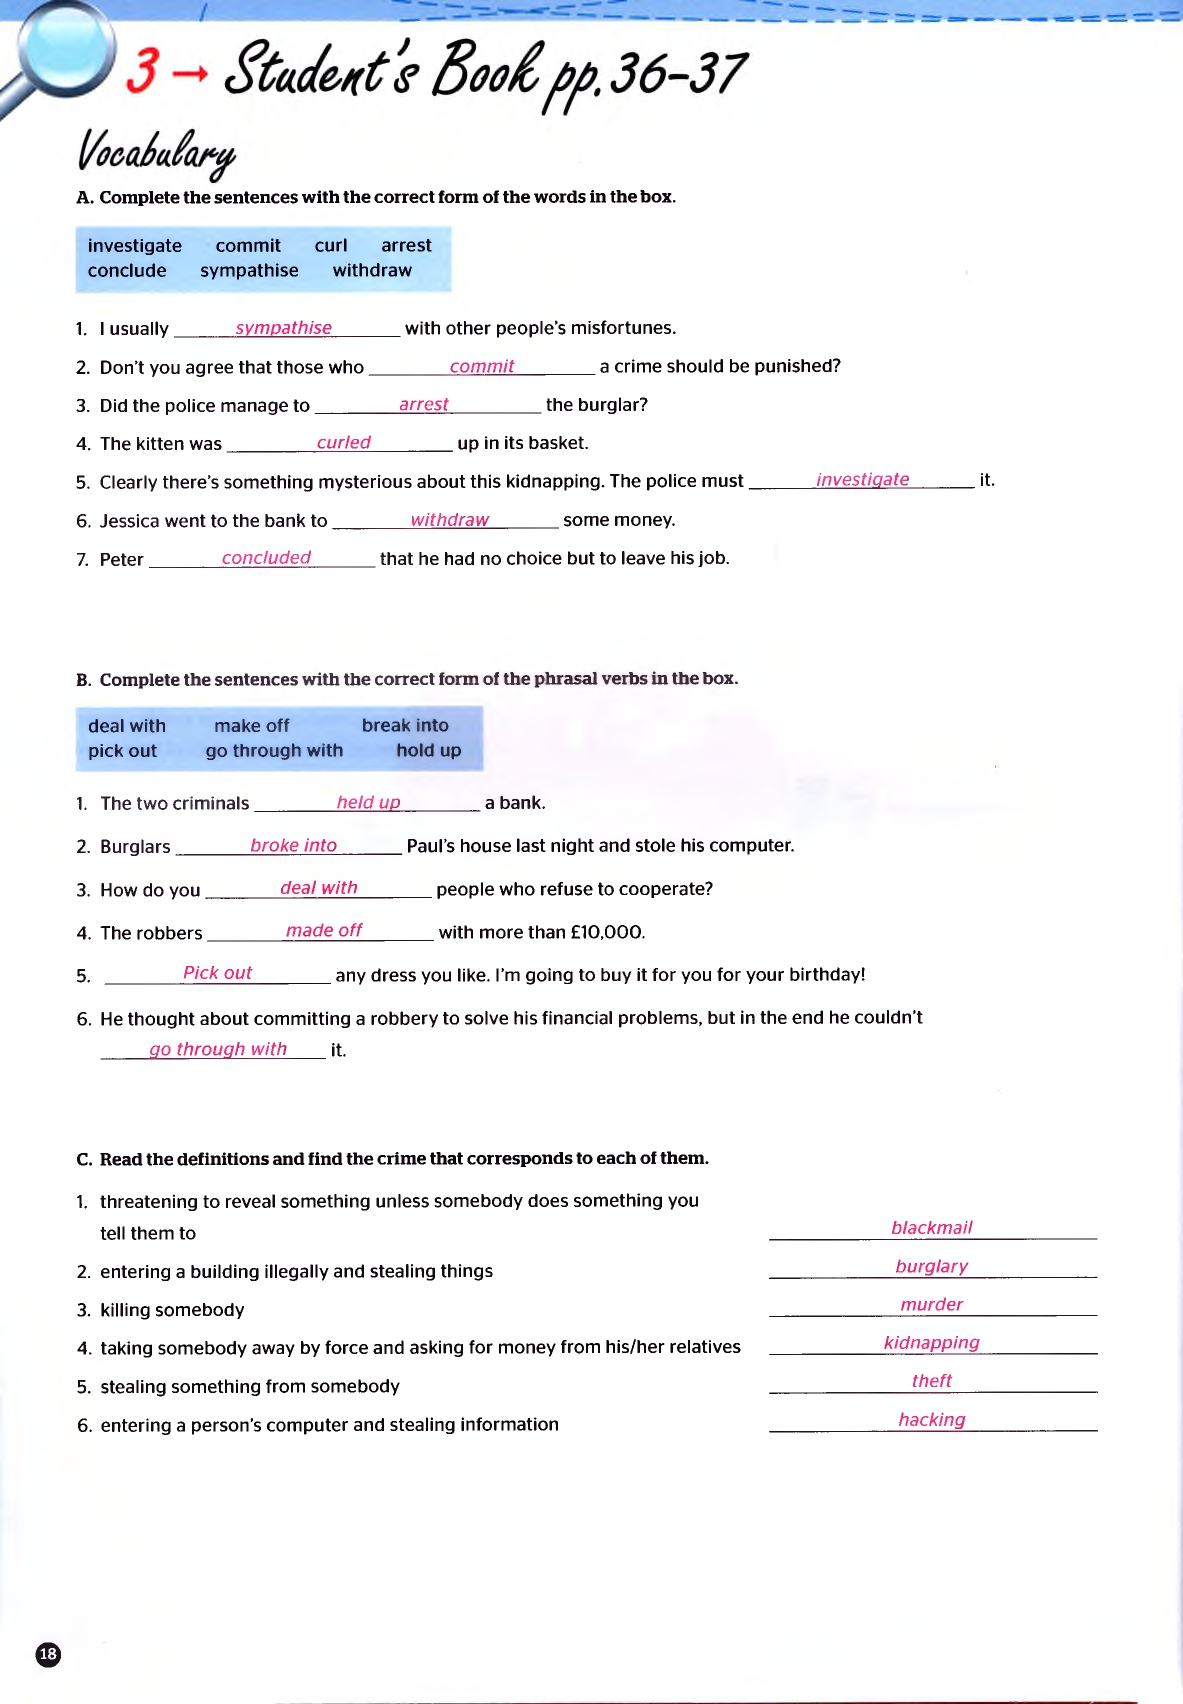 3 → Student's Book pp. 36-37
Vocabulary
A. Complete the sentences with the correct form of the words in the box.
investigate commit curl arrest
conclude sympathise withdraw
1. I usually sympathise with other people's misfortunes.
2. Don't you agree that those who commit a crime should be punished?
3. Did the police manage to arrest the burglar?
4. The kitten was curled up in its basket.
5. Clearly there's something mysterious about this kidnapping. The police must investigate it.
6. Jessica went to the bank to withdraw some money.
7. Peter concluded that he had no choice but to leave his job.
B. Complete the sentences with the correct form of the phrasal verbs in the box.
deal with make off break into
pick out go through with hold up
1. The two criminals held up a bank.
2. Burglars broke into Paul's house last night and stole his computer.
3. How do you deal with people who refuse to cooperate?
4. The robbers made off with more than £10,000.
5. Pick out any dress you like. I'm going to buy it for you for your birthday!
6. He thought about committing a robbery to solve his financial problems, but in the end he couldn't
go through with it.
C. Read the definitions and find the crime that corresponds to each of them.
1. threatening to reveal something unless somebody does something you
tell them to blackmail
2. entering a building illegally and stealing things burglary
3. killing somebody murder
4. taking somebody away by force and asking for money from his/her relatives kidnapping
5. stealing something from somebody theft
6. entering a person's computer and stealing information hacking
18